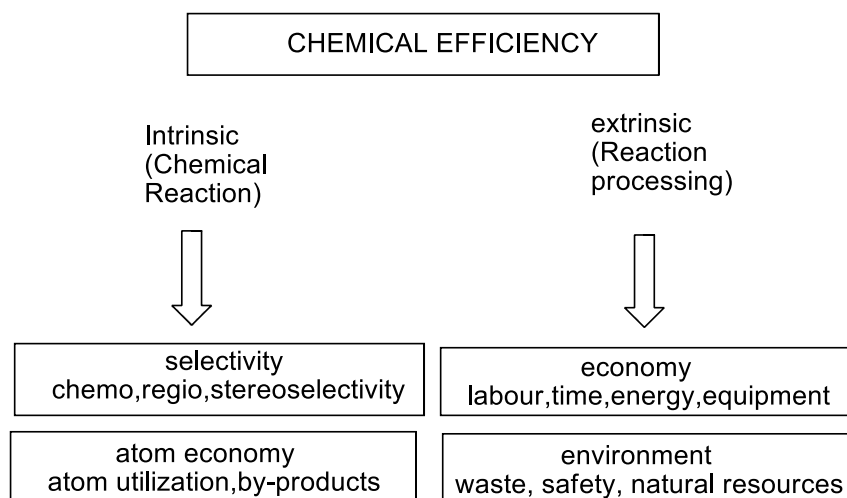 CHEMICAL EFFICIENCY
Intrinsic
(Chemical
Reaction)
extrinsic
(Reaction
processing)
selectivity
chemo,regio,stereoselectivity
economy
labour,time,energy,equipment
atom economy
atom utilization,by-products
environment
waste, safety, natural resources